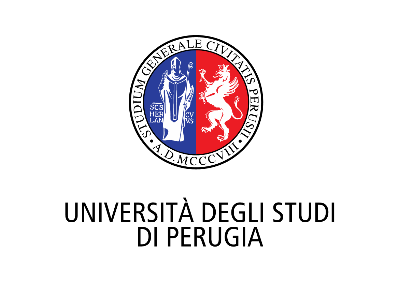 STUDIUM GENERALE CIVITATIS PERUSII
A.D. MCCCVIII
UNIVERSITÀ DEGLI STUDI
DI PERUGIA